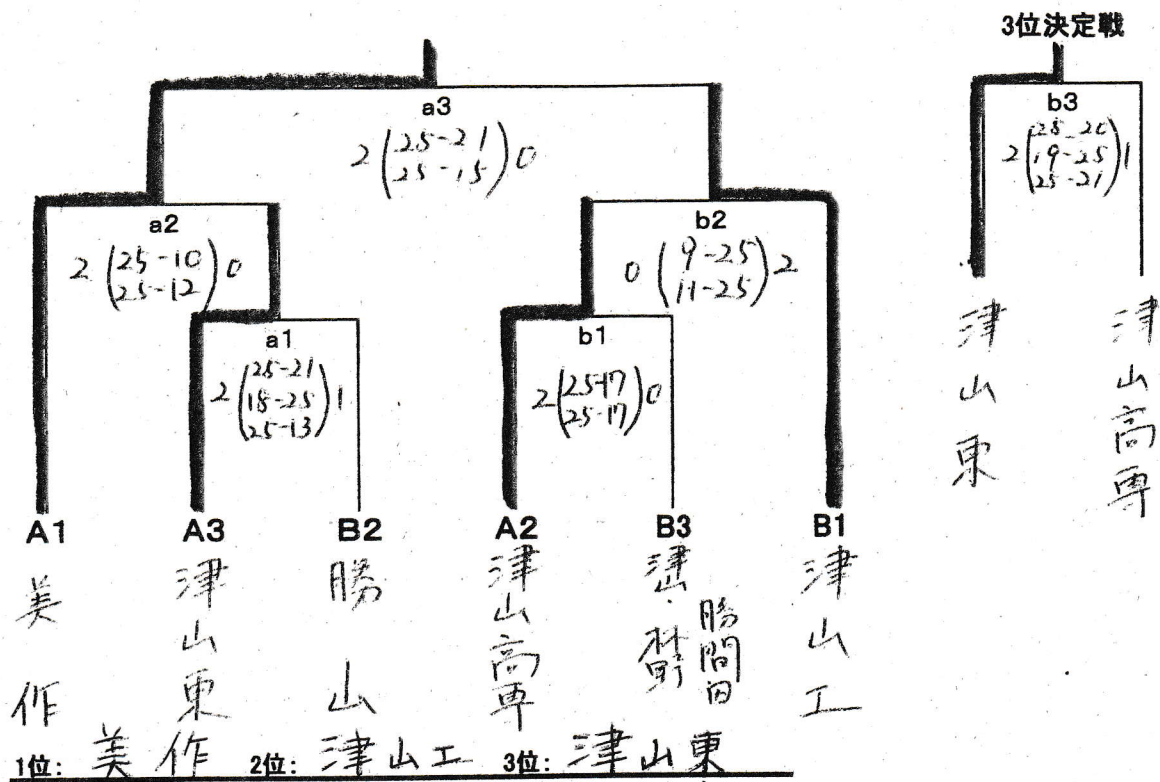 3位決定戦
a3
2 (25-21 25-15) 0
b3
2 (25-20 19-25 25-21) 1
a2
2 (25-10 25-12) 0
b2
0 (9-25 11-25) 2
a1
2 (25-21 18-25 25-13) 1
b1
2 (25-17 25-17) 0
津山東
津山高専
A1
A3
B2
A2
B3
B1
美作
津山東
勝山
津山高専
津山・
勝間田
津山工
1位: 美作 2位: 津山工 3位: 津山東